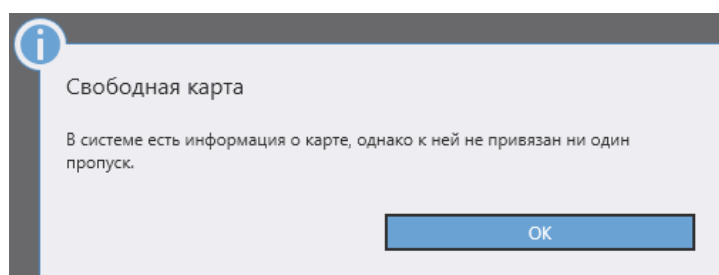 Свободная карта
В системе есть информация о карте, однако к ней не привязан ни один
пропуск.
OK